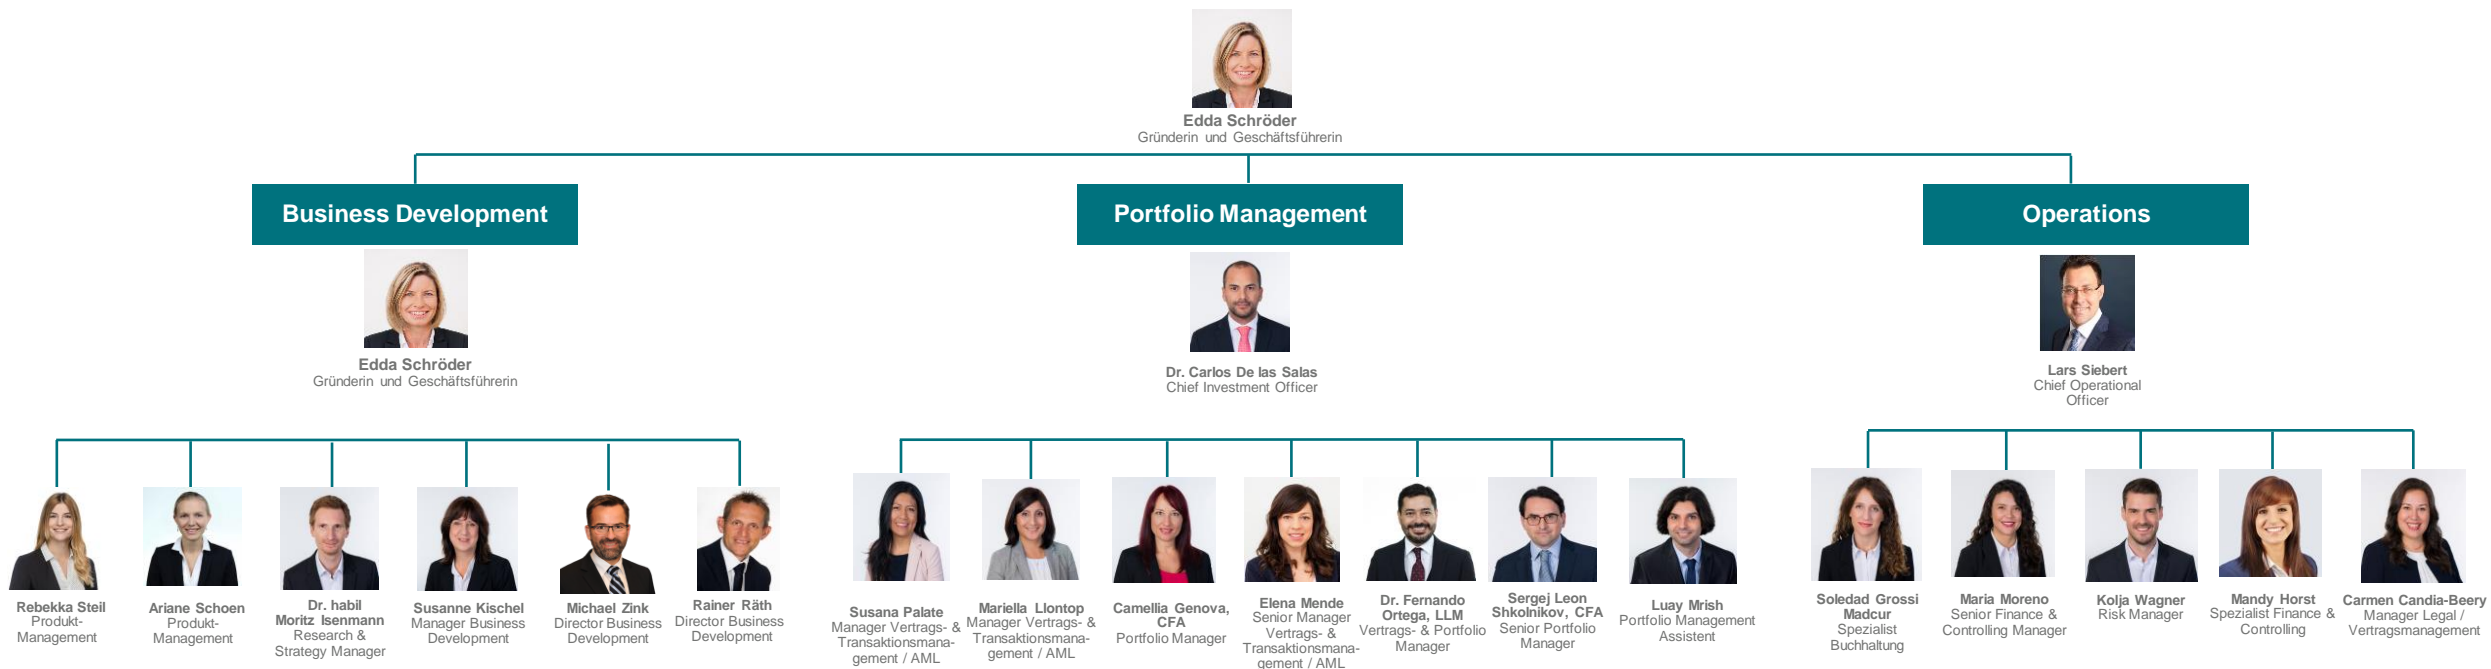 Edda Schröder
Gründerin und Geschäftsführerin
Business Development
Portfolio Management
Operations
Edda Schröder
Gründerin und Geschäftsführerin
Dr. Carlos De las Salas
Chief Investment Officer
Lars Siebert
Chief Operational
Officer
Rebekka Steil
Produkt-
Management
Ariane Schoen
Produkt-
Management
Dr. habil
Moritz Isenmann
Research &
Strategy Manager
Susanne Kischel
Manager Business
Development
Michael Zink
Director Business
Development
Rainer Räth
Director Business
Development
Susana Palate
Manager Vertrags- &
Transaktionsmana-
gement / AML
Mariella Llontop
Manager Vertrags- &
Transaktionsmana-
gement / AML
Camellia Genova,
CFA
Portfolio Manager
Elena Mende
Senior Manager
Vertrags- &
Transaktionsmana-
gement / AML
Dr. Fernando
Ortega, LLM
Vertrags- & Portfolio
Manager
Sergej Leon
Shkolnikov, CFA
Senior Portfolio
Manager
Luay Mrish
Portfolio Management
Assistent
Soledad Grossi
Madcur
Spezialist
Buchhaltung
Maria Moreno
Senior Finance &
Controlling Manager
Kolja Wagner
Risk Manager
Mandy Horst
Spezialist Finance &
Controlling
Carmen Candia-Beery
Manager Legal /
Vertragsmanagement